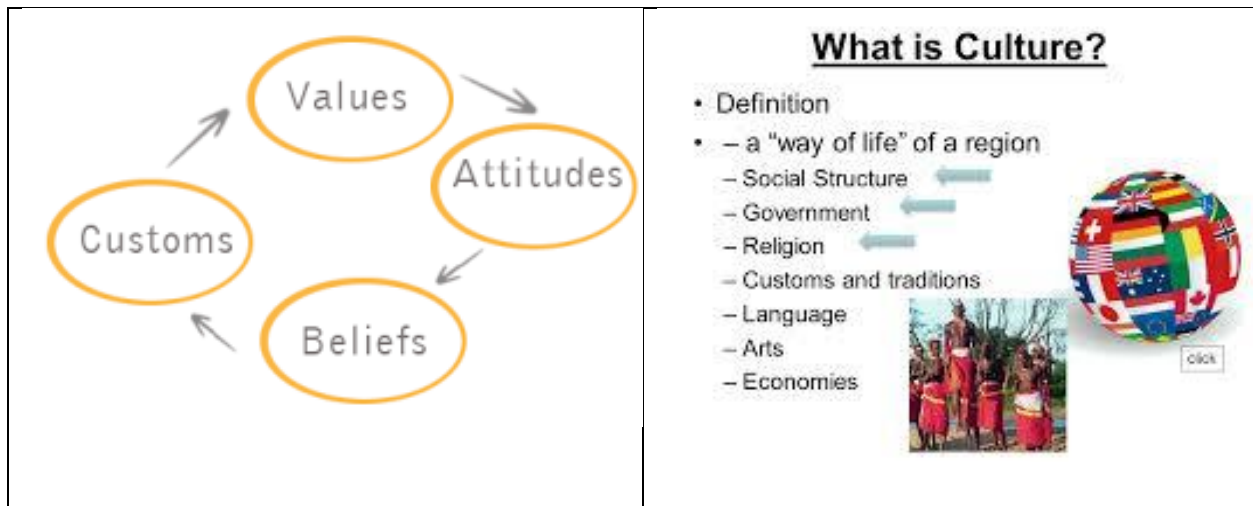 Values
Attitudes
Customs
Beliefs
What is Culture?
• Definition
• – a "way of life" of a region
– Social Structure
– Government
– Religion
– Customs and traditions
– Language
– Arts
– Economies
click